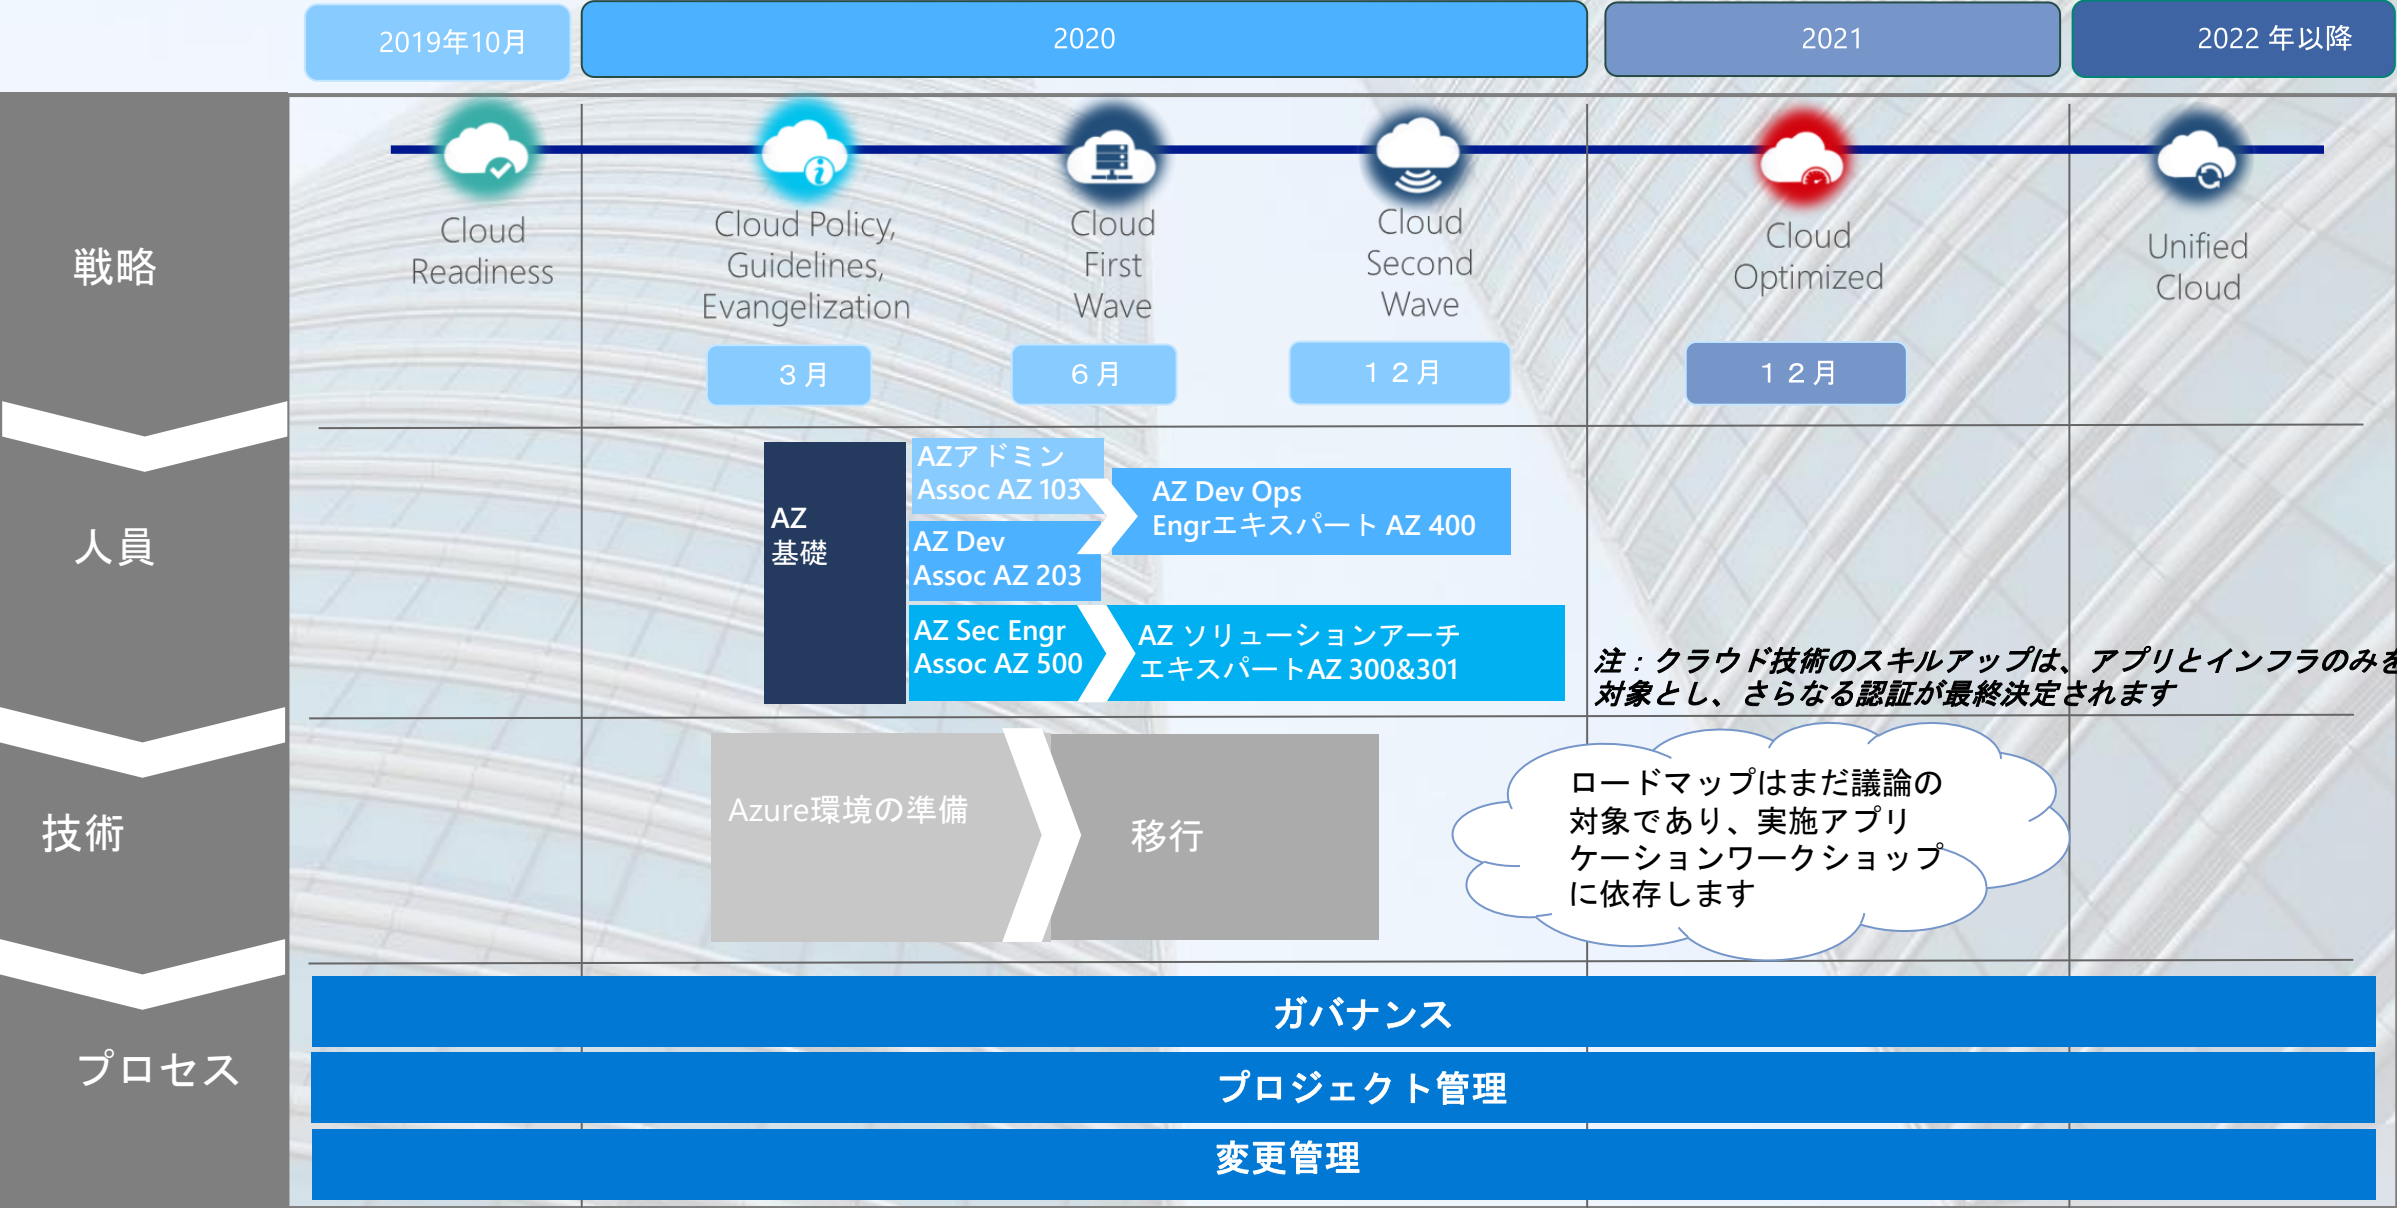 2019年10月
2020
2021
2022 年以降
戦略
Cloud
Readiness
Cloud Policy,
Guidelines,
Evangelization
Cloud
First
Wave
Cloud
Second
Wave
Cloud
Optimized
Unified
Cloud
3月
6月
12月
12月
人員
AZ
基礎
AZアドミン
Assoc AZ 103
AZ Dev
Assoc AZ 203
AZ Sec Engr
Assoc AZ 500
AZ Dev Ops
Engrエキスパート AZ 400
AZ ソリューションアーチ
エキスパートAZ 300&301
注：クラウド技術のスキルアップは、アプリとインフラのみを
対象とし、さらなる認証が最終決定されます
技術
Azure環境の準備
移行
ロードマップはまだ議論の
対象であり、実施アプリ
ケーションワークショップ
に依存します
プロセス
ガバナンス
プロジェクト管理
変更管理